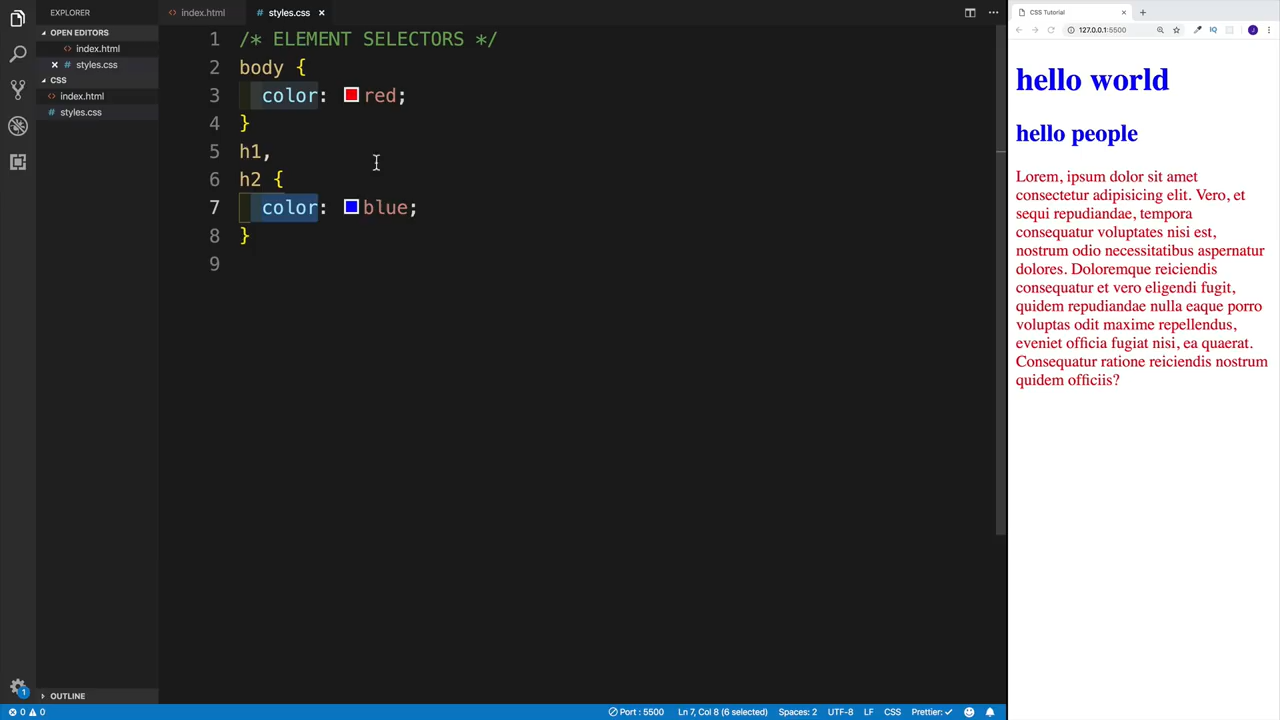 EXPLORER
OPEN EDITORS
index.html
styles.css
CSS
index.html
styles.css
OUTLINE
1
index.html
styles.css
1 /* ELEMENT SELECTORS */
2 body {
3 color: red;
4 }
5 h1,
6 h2 {
7 color: blue;
8 }
9
CSS Tutorial
127.0.0.1:5500
IQ
J
hello world
hello people
Lorem, ipsum dolor sit amet
consectetur adipisicing elit. Vero, et
sequi repudiandae, tempora
consequatur voluptates nisi est,
nostrum odio necessitatibus aspernatur
dolores. Doloremque reiciendis
consequatur et vero eligendi fugit,
quidem repudiandae nulla eaque porro
voluptas odit maxime repellendus,
eveniet officia fugiat nisi, ea quaerat.
Consequatur ratione reiciendis nostrum
quidem officiis?
0 0
Port : 5500
Ln 7, Col 8 (6 selected)
Spaces: 2
UTF-8
LF
CSS
Prettier: ✓